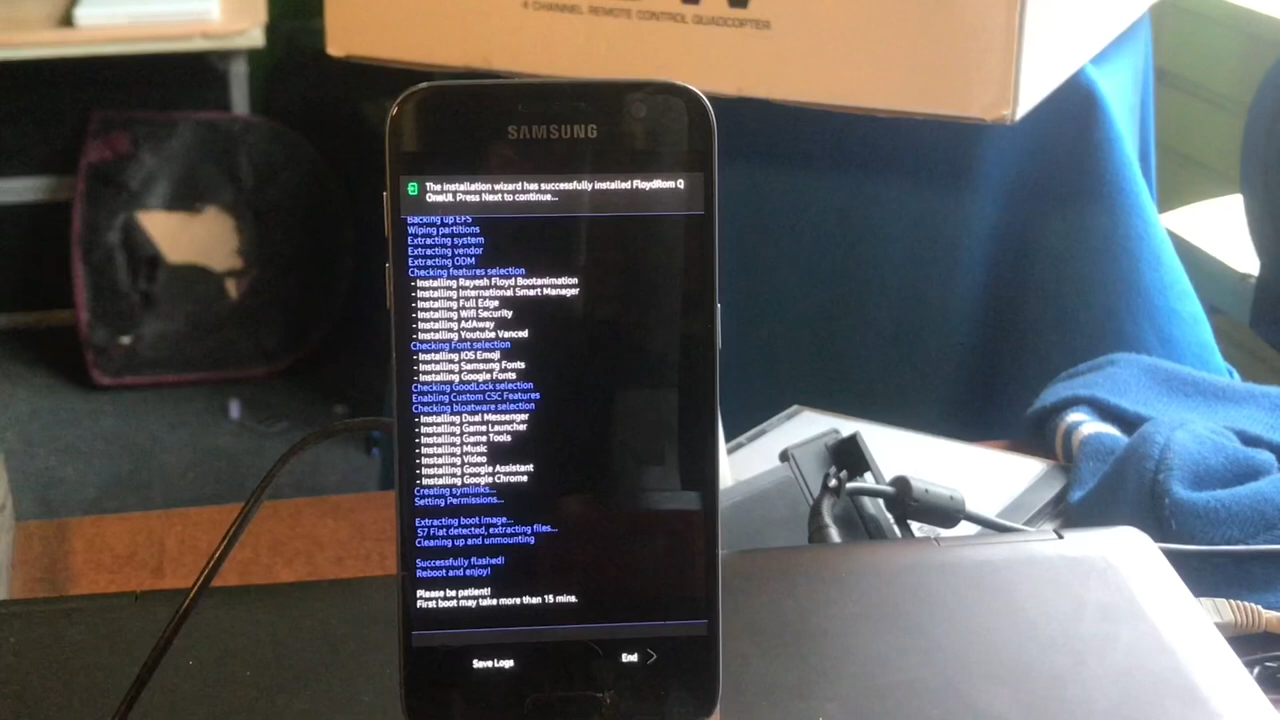 4 CHANNEL REMOTE CONTROL QUADCOPTER
SAMSUNG
The installation wizard has successfully installed FloydRom Q
OneUI. Press Next to continue...
Backing up EFS
Wiping partitions
Extracting system
Extracting vendor
Extracting ODM
Checking features selection
- Installing Rayesh Floyd Bootanimation
- Installing International Smart Manager
- Installing Full Edge
- Installing Wifi Security
- Installing AdAway
- Installing Youtube Vanced
Checking Font selection
- Installing IOS Emoji
- Installing Samsung Fonts
- Installing Google Fonts
Checking GoodLock selection
Enabling Custom CSC Features
Checking bloatware selection
- Installing Dual Messenger
- Installing Game Launcher
- Installing Game Tools
- Installing Music
- Installing Video
- Installing Google Assistant
- Installing Google Chrome
Creating symlinks...
Setting Permissions...
Extracting boot image...
S7 Flat detected, extracting files...
Cleaning up and unmounting
Successfully flashed!
Reboot and enjoy!
Please be patient!
First boot may take more than 15 mins.
Save Logs
End